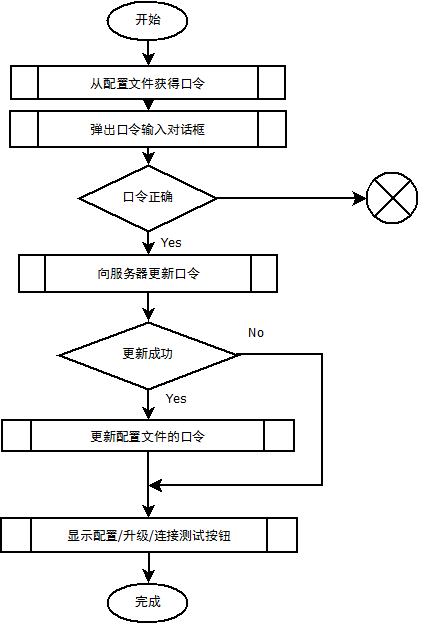 开始
从配置文件获得口令
弹出口令输入对话框
口令正确
Yes
向服务器更新口令
No
更新成功
Yes
更新配置文件的口令
显示配置/升级/连接测试按钮
完成